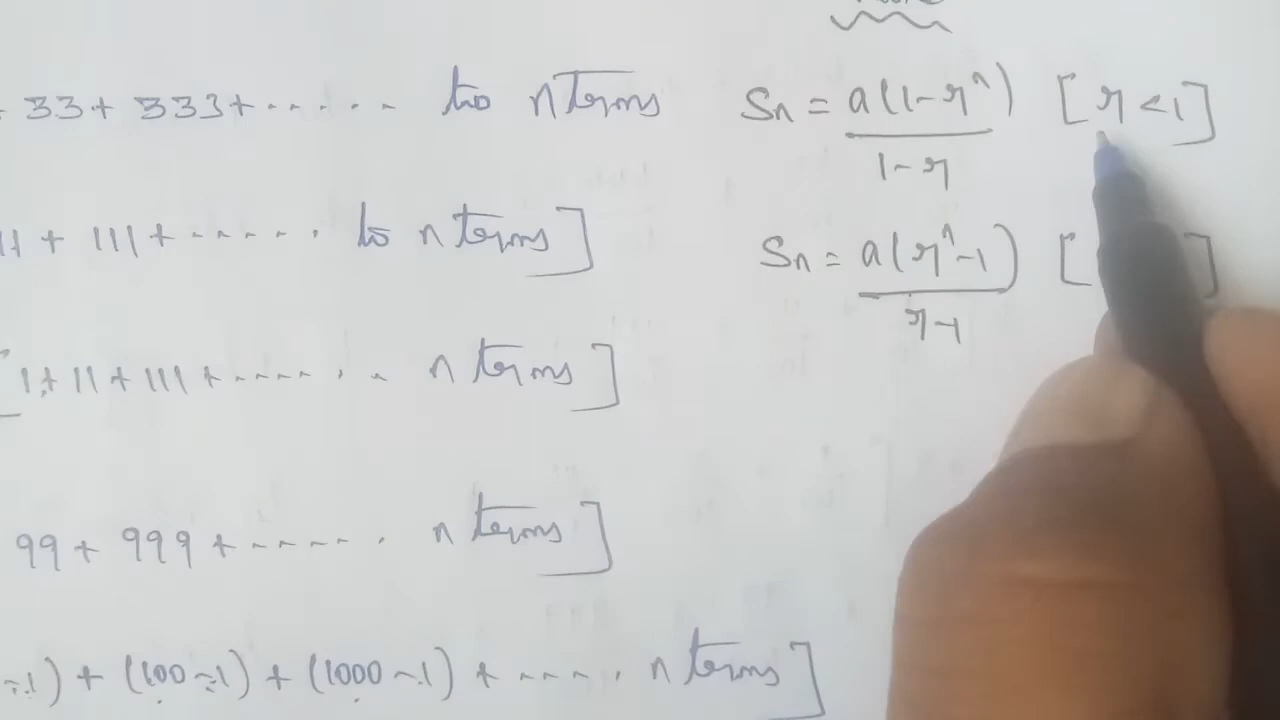 + 33 + 333 + ..... to n terms
Sn = a(1-r^n) / 1-r [r<1]
11 + 111 + ...... to n terms]
Sn = a(r^n-1) / r-1 [ ]
[1 + 11 + 111 + ...... n terms]
99 + 999 + ...... n terms]
-1) + (100-1) + (1000-1) + ..... n terms]